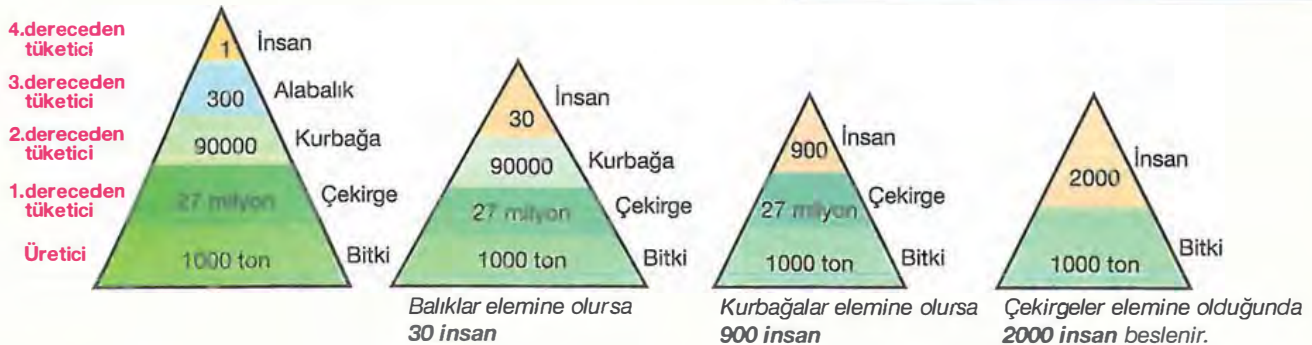 4.dereceden
tüketici
3.dereceden
tüketici
2.dereceden
tüketici
1.dereceden
tüketici
Üretici
1
İnsan
300
Alabalık
90000
Kurbağa
27 milyon
Çekirge
1000 ton
Bitki
30
İnsan
90000
Kurbağa
27 milyon
Çekirge
1000 ton
Bitki
Balıklar elemine olursa
30 insan
900
İnsan
27 milyon
Çekirge
1000 ton
Bitki
Kurbağalar elemine olursa
900 insan
2000
İnsan
1000 ton
Bitki
Çekirgeler elemine olduğunda
2000 insan beslenir.